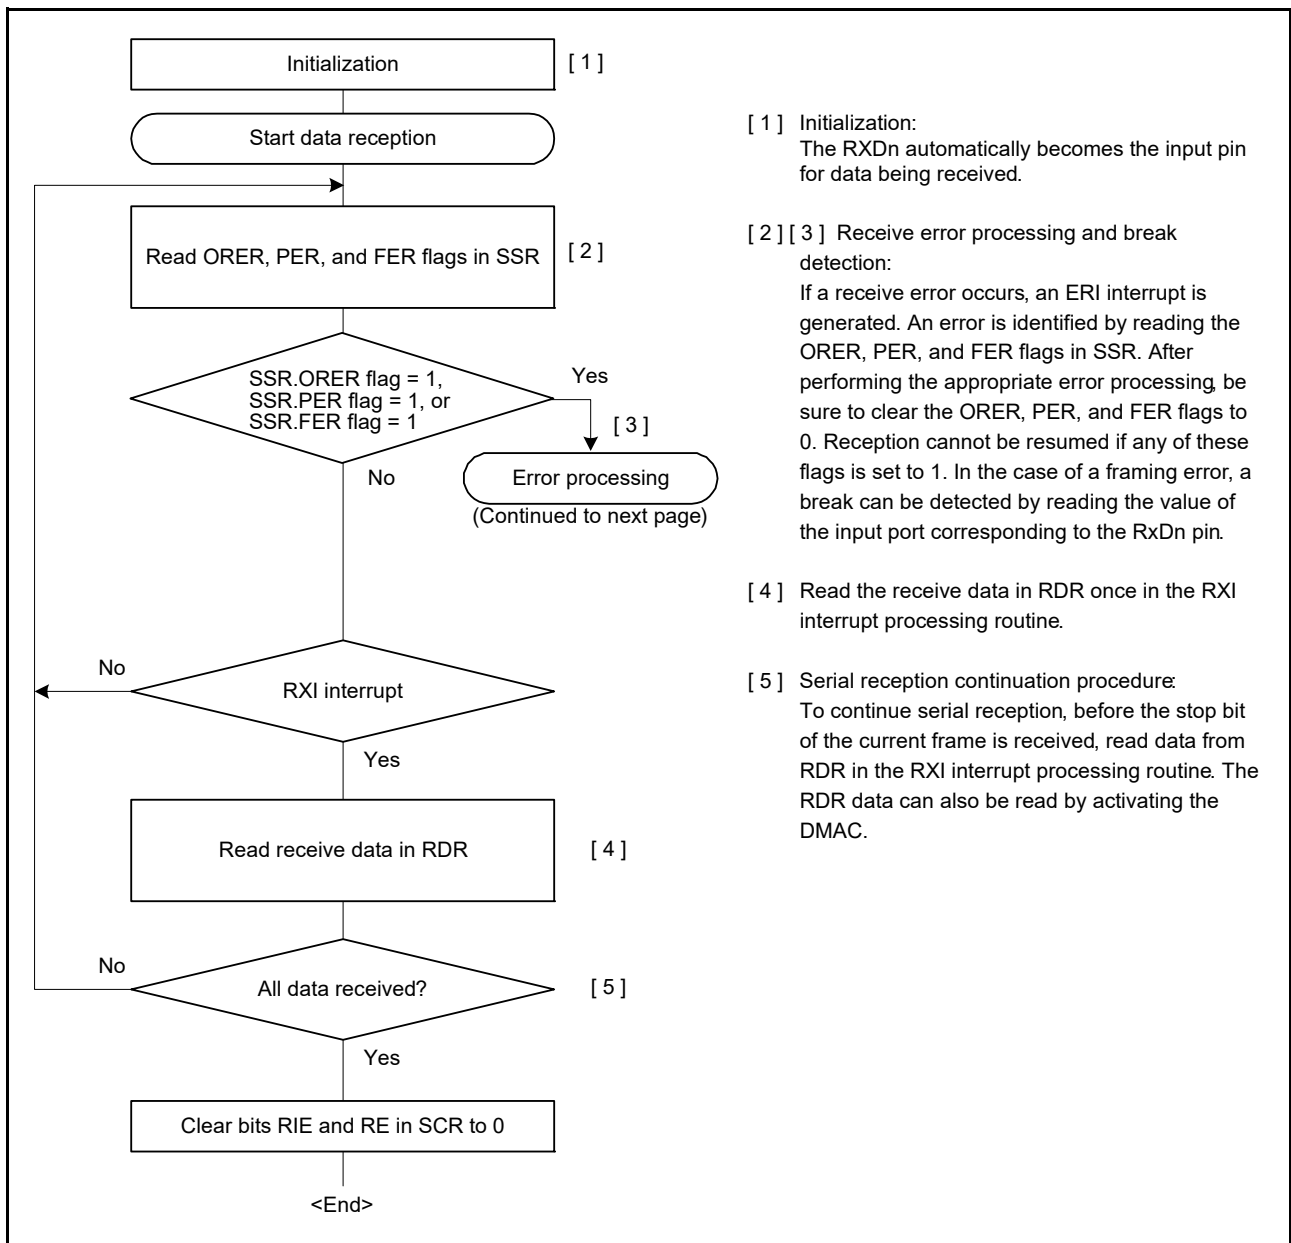 Initialization
[ 1 ]
Start data reception
Read ORER, PER, and FER flags in SSR
[ 2 ]
SSR.ORER flag = 1,
SSR.PER flag = 1, or
SSR.FER flag = 1
Yes
[ 3 ]
No
Error processing
(Continued to next page)
No
RXI interrupt
Yes
Read receive data in RDR
[ 4 ]
No
All data received?
[ 5 ]
Yes
Clear bits RIE and RE in SCR to 0
<End>
[ 1 ] Initialization:
The RXDn automatically becomes the input pin
for data being received.
[ 2 ] [ 3 ] Receive error processing and break
detection:
If a receive error occurs, an ERI interrupt is
generated. An error is identified by reading the
ORER, PER, and FER flags in SSR. After
performing the appropriate error processing, be
sure to clear the ORER, PER, and FER flags to
0. Reception cannot be resumed if any of these
flags is set to 1. In the case of a framing error, a
break can be detected by reading the value of
the input port corresponding to the RxDn pin.
[ 4 ] Read the receive data in RDR once in the RXI
interrupt processing routine.
[ 5 ] Serial reception continuation procedure:
To continue serial reception, before the stop bit
of the current frame is received, read data from
RDR in the RXI interrupt processing routine. The
RDR data can also be read by activating the
DMAC.